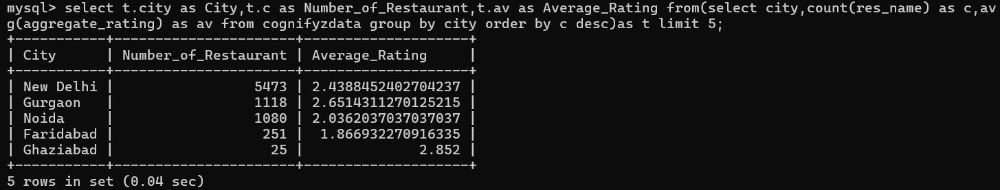 mysql> select t.city as City,t.c as Number_of_Restaurant,t.av as Average_Rating from(select city,count(res_name) as c,av
g(aggregate_rating) as av from cognifyzdata group by city order by c desc)as t limit 5;
+-----------+----------------------+--------------------+
| City      | Number_of_Restaurant | Average_Rating     |
+-----------+----------------------+--------------------+
| New Delhi |                 5473 | 2.4388452402704237 |
| Gurgaon   |                 1118 | 2.6514311270125215 |
| Noida     |                 1080 | 2.0362037037037037 |
| Faridabad |                  251 |  1.866932270916335 |
| Ghaziabad |                   25 |              2.852 |
+-----------+----------------------+--------------------+
5 rows in set (0.04 sec)